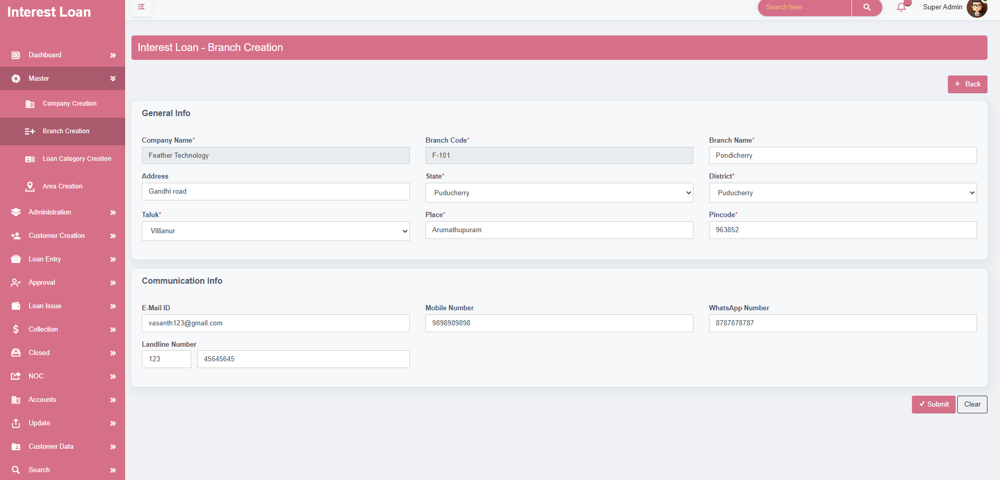 Interest Loan
Search here ...
Super Admin
Dashboard
Master
Company Creation
Branch Creation
Loan Category Creation
Area Creation
Administration
Customer Creation
Loan Entry
Approval
Loan Issue
Collection
Closed
NOC
Accounts
Update
Customer Data
Search
Interest Loan - Branch Creation
Back
General Info
Company Name* Branch Code* Branch Name*
Feather Technology F-101 Pondicherry
Address State* District*
Gandhi road Puducherry Puducherry
Taluk* Place* Pincode*
Villianur Arumathupuram 963852
Communication Info
E-Mail ID Mobile Number WhatsApp Number
vasanth123@gmail.com 9898989898 8787878787
Landline Number
123 45645645
Submit Clear